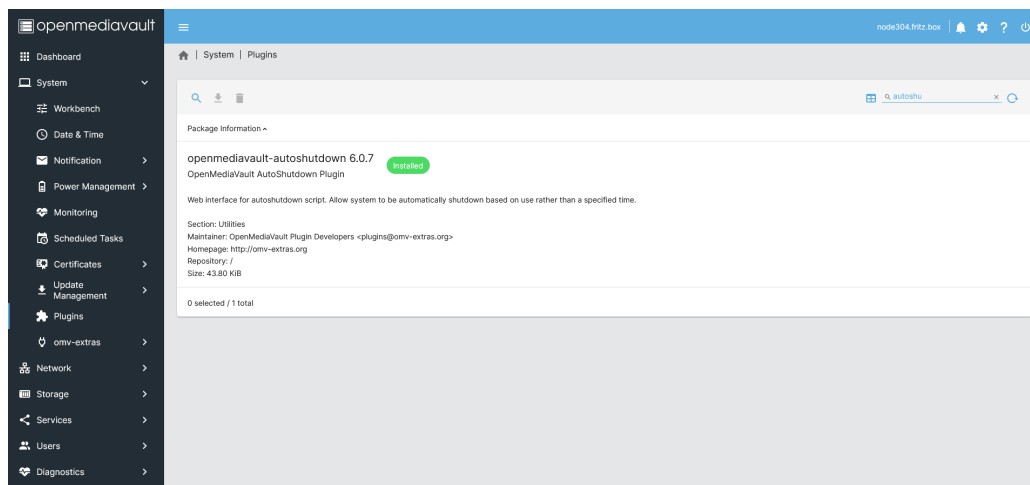 openmediavault
node304.fritz.box
Dashboard
System
Workbench
Date & Time
Notification
Power Management
Monitoring
Scheduled Tasks
Certificates
Update
Management
Plugins
omv-extras
Network
Storage
Services
Users
Diagnostics
| System | Plugins
autoshu
Package Information
openmediavault-autoshutdown 6.0.7
Installed
OpenMediaVault AutoShutdown Plugin
Web interface for autoshutdown script. Allow system to be automatically shutdown based on use rather than a specified time.
Section: Utilities
Maintainer: OpenMediaVault Plugin Developers <plugins@omv-extras.org>
Homepage: http://omv-extras.org
Repository: /
Size: 43.80 KiB
0 selected / 1 total